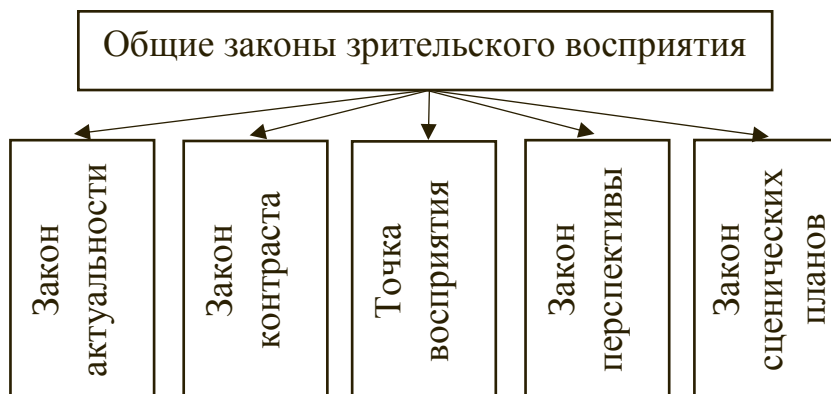 Общие законы зрительского восприятия
Закон
актуальности
Закон
контраста
Точка
восприятия
Закон
перспективы
Закон
сценических
планов